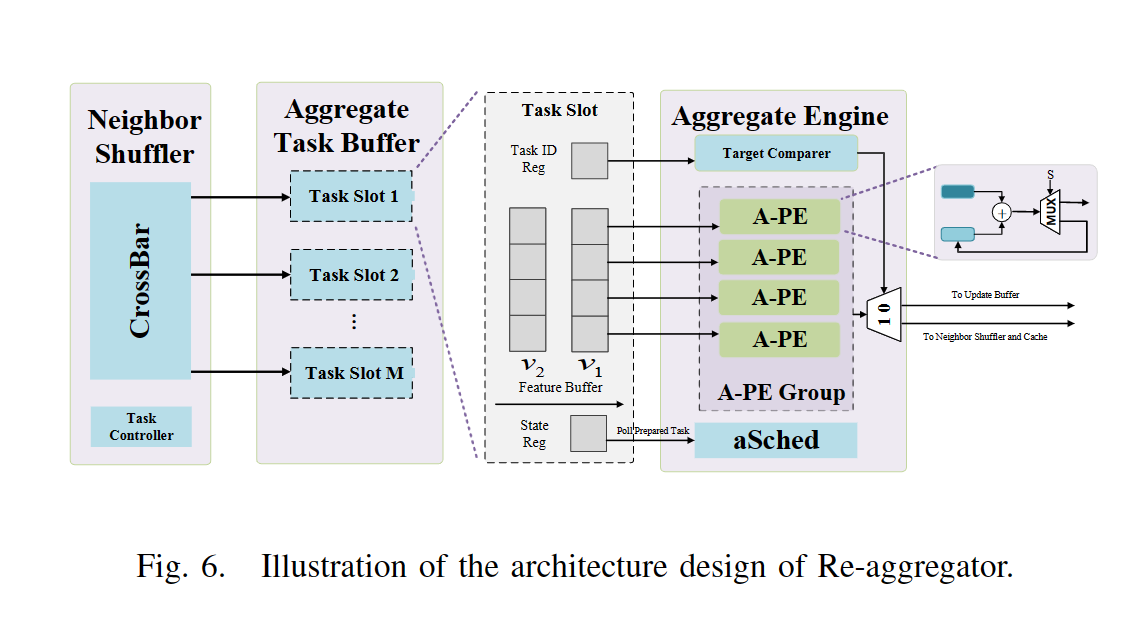 Neighbor
Shuffler
CrossBar
Task
Controller
Aggregate
Task Buffer
Task Slot 1
Task Slot 2
⋮
Task Slot M
Task Slot
Task ID
Reg
v2
v1
Feature Buffer
State
Reg
Poll Prepared Task
Aggregate Engine
Target Comparer
A-PE
A-PE
A-PE
A-PE
A-PE Group
aSched
S
+
MUX
1 0
To Update Buffer
To Neighbor Shuffler and Cache
Fig. 6. Illustration of the architecture design of Re-aggregator.